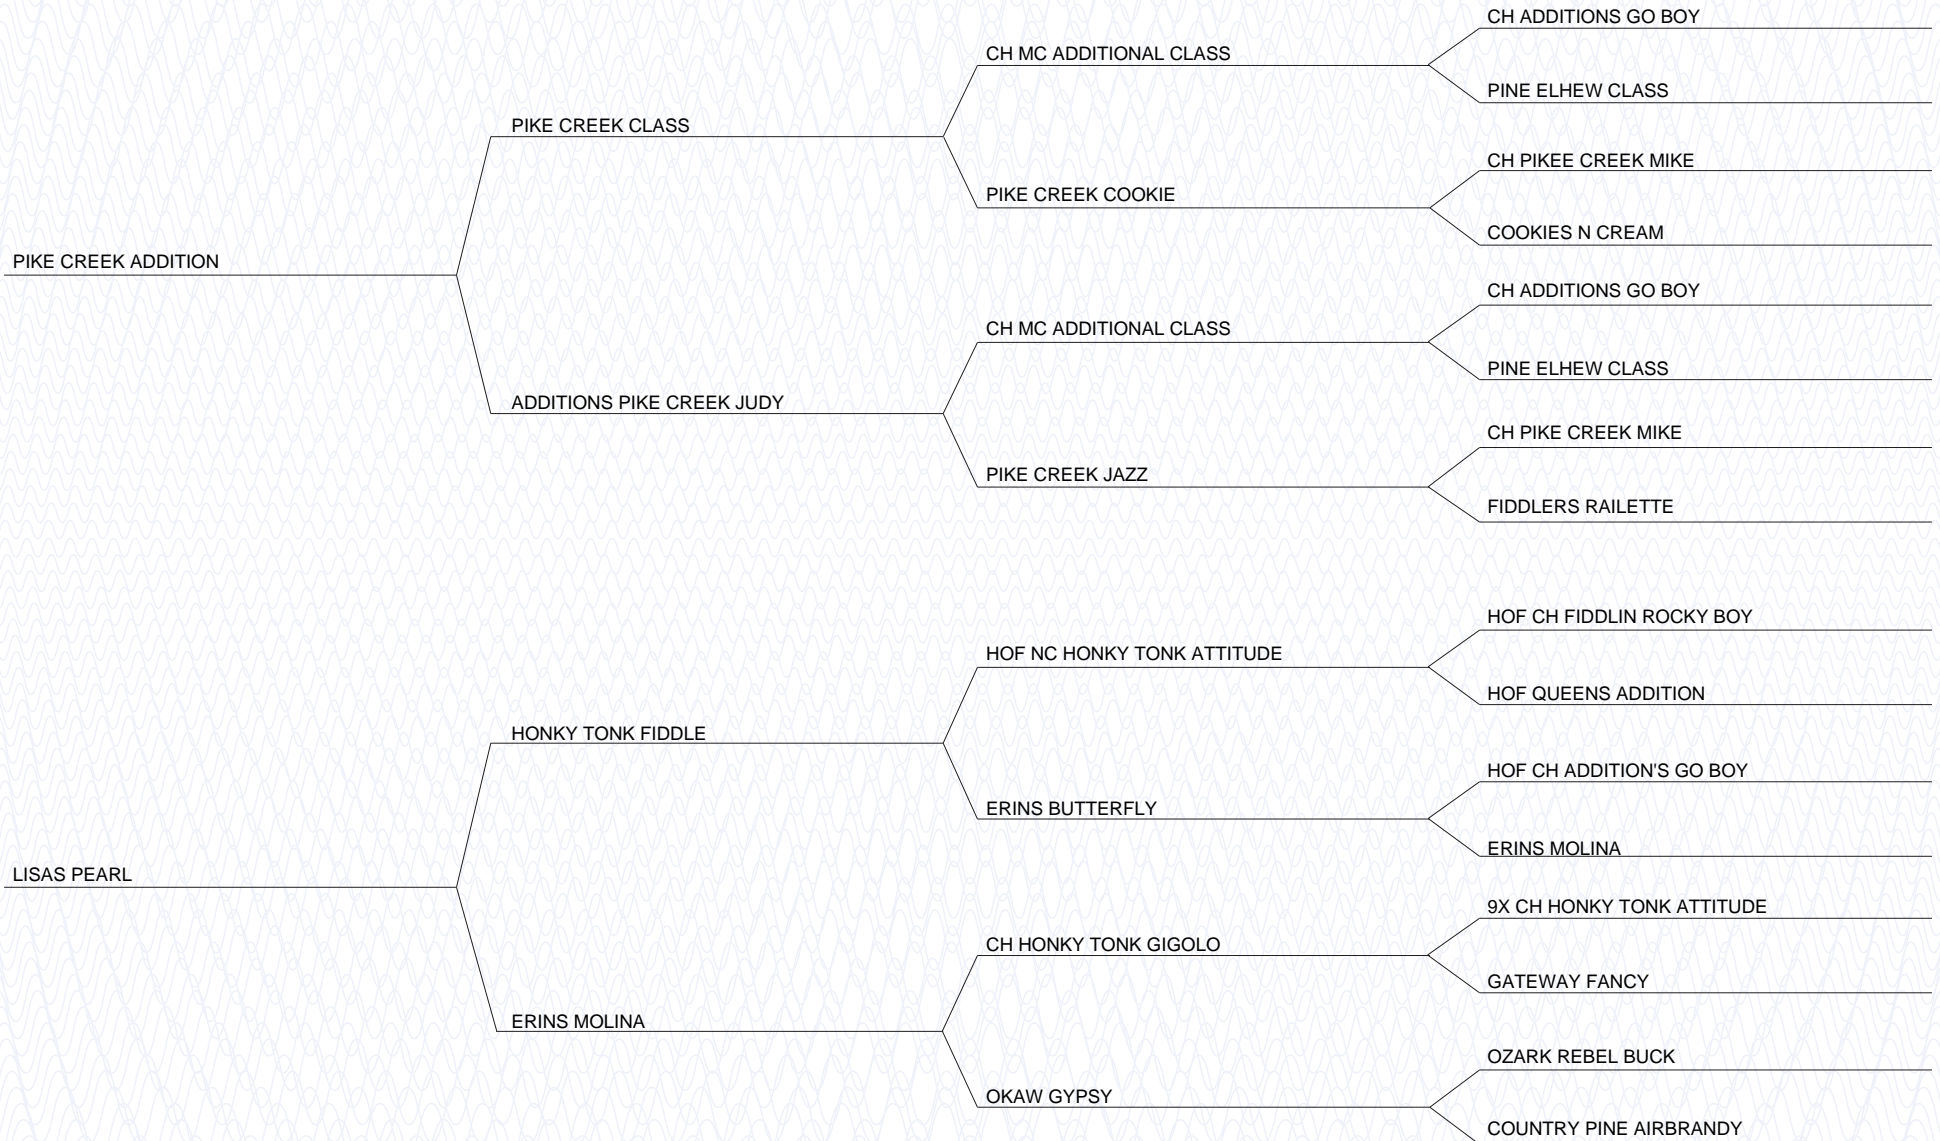 CH ADDITIONS GO BOY
CH MC ADDITIONAL CLASS
PINE ELHEW CLASS
PIKE CREEK CLASS
CH PIKEE CREEK MIKE
PIKE CREEK COOKIE
COOKIES N CREAM
PIKE CREEK ADDITION
CH ADDITIONS GO BOY
CH MC ADDITIONAL CLASS
PINE ELHEW CLASS
ADDITIONS PIKE CREEK JUDY
CH PIKE CREEK MIKE
PIKE CREEK JAZZ
FIDDLERS RAILETTE
HOF CH FIDDLIN ROCKY BOY
HOF NC HONKY TONK ATTITUDE
HOF QUEENS ADDITION
HONKY TONK FIDDLE
HOF CH ADDITION'S GO BOY
ERINS BUTTERFLY
ERINS MOLINA
LISAS PEARL
9X CH HONKY TONK ATTITUDE
CH HONKY TONK GIGOLO
GATEWAY FANCY
ERINS MOLINA
OZARK REBEL BUCK
OKAW GYPSY
COUNTRY PINE AIRBRANDY